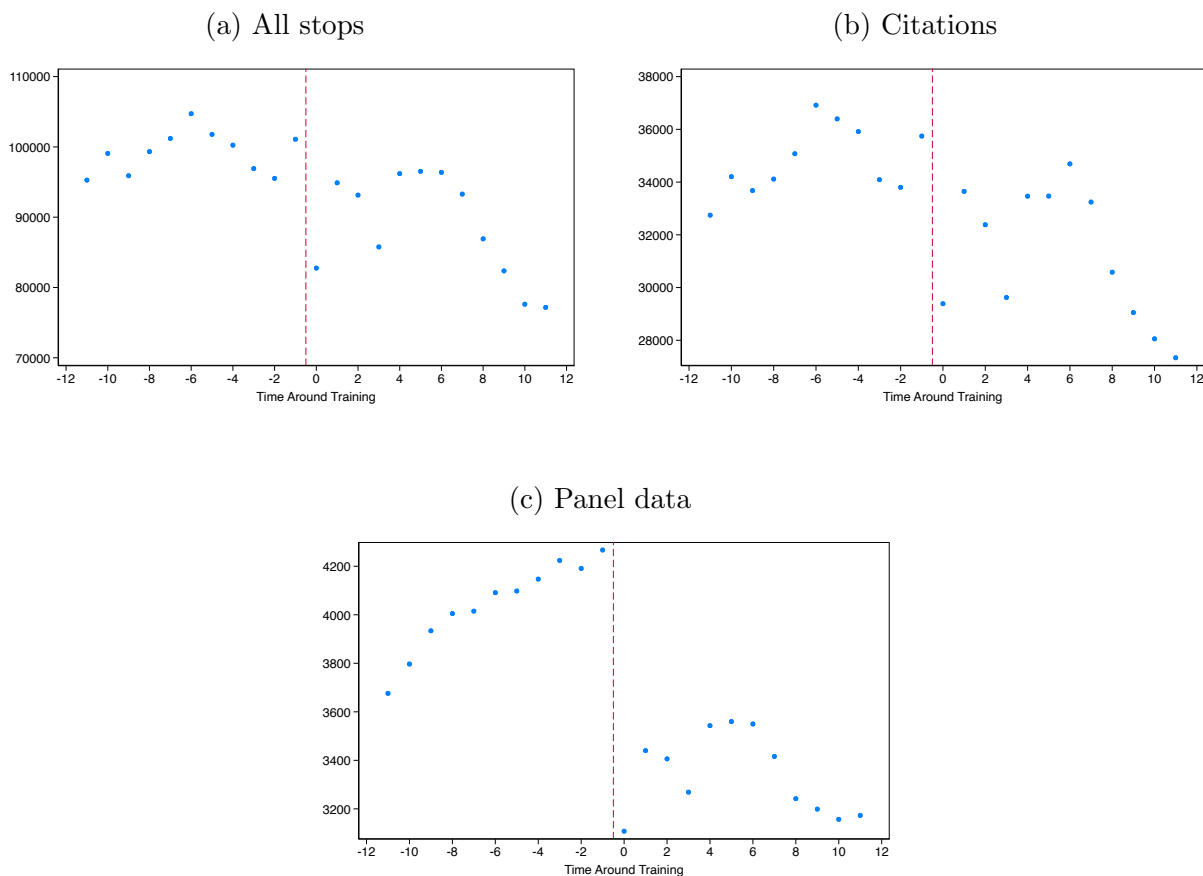 (a) All stops
110000
100000
90000
80000
70000
-12 -10 -8 -6 -4 -2 0 2 4 6 8 10 12
Time Around Training
(b) Citations
38000
36000
34000
32000
30000
28000
-12 -10 -8 -6 -4 -2 0 2 4 6 8 10 12
Time Around Training
(c) Panel data
4200
4000
3800
3600
3400
3200
-12 -10 -8 -6 -4 -2 0 2 4 6 8 10 12
Time Around Training